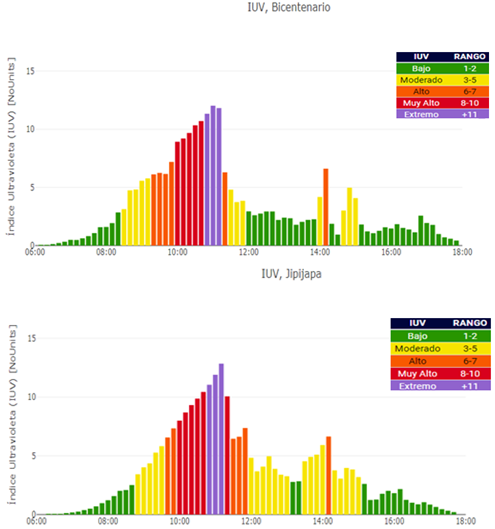 IUV, Bicentenario
IUV RANGO
Bajo 1-2
Moderado 3-5
Alto 6-7
Muy Alto 8-10
Extremo +11
Índice Ultravioleta (IUV) [NoUnits]
15
10
5
0
06:00 08:00 10:00 12:00 14:00 16:00 18:00
IUV, Jipijapa
IUV RANGO
Bajo 1-2
Moderado 3-5
Alto 6-7
Muy Alto 8-10
Extremo +11
Índice Ultravioleta (IUV) [NoUnits]
15
10
5
0
06:00 08:00 10:00 12:00 14:00 16:00 18:00